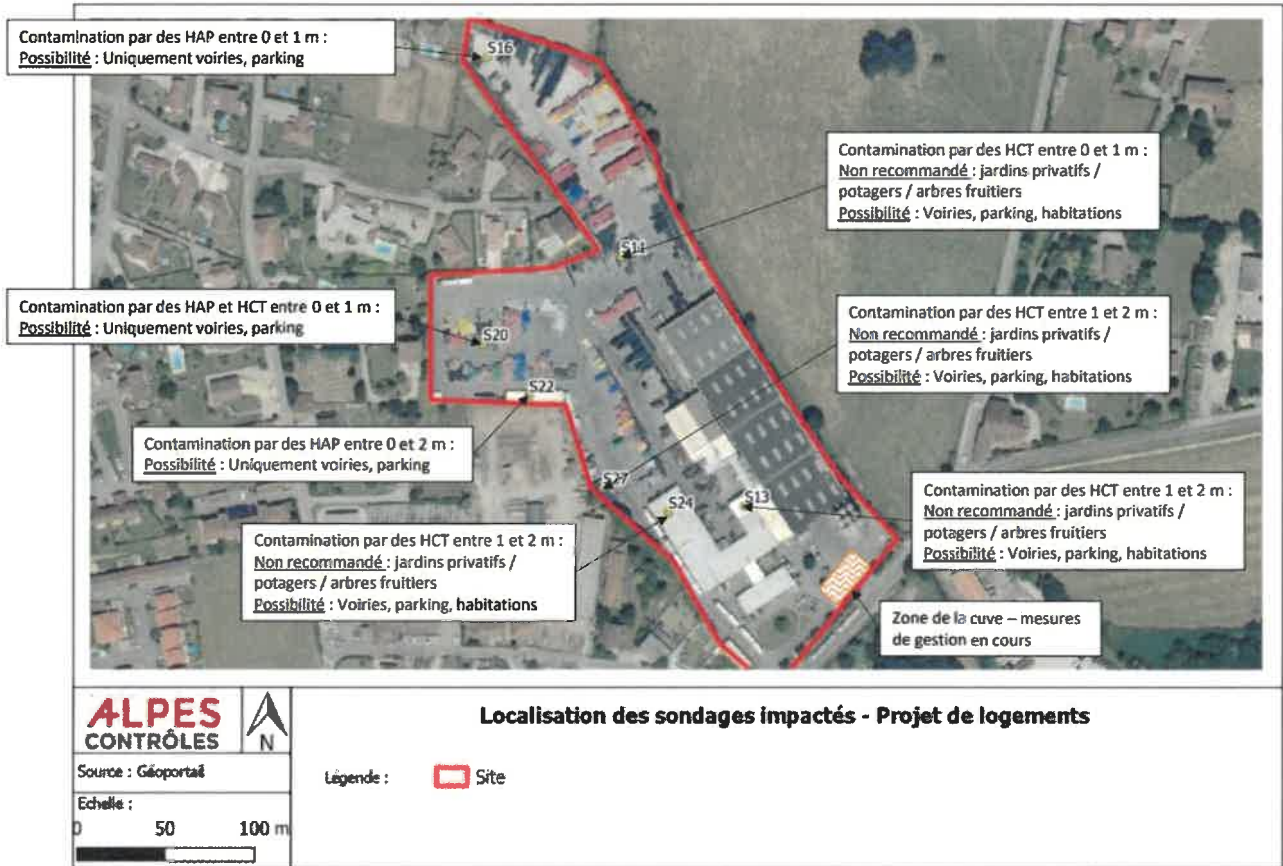 Contamination par des HAP entre 0 et 1 m :
Possibilité : Uniquement voiries, parking
S16
Contamination par des HCT entre 0 et 1 m :
Non recommandé : jardins privatifs /
potagers / arbres fruitiers
Possibilité : Voiries, parking, habitations
S11
Contamination par des HAP et HCT entre 0 et 1 m :
Possibilité : Uniquement voiries, parking
S20
Contamination par des HCT entre 1 et 2 m :
Non recommandé : jardins privatifs /
potagers / arbres fruitiers
Possibilité : Voiries, parking, habitations
S22
Contamination par des HAP entre 0 et 2 m :
Possibilité : Uniquement voiries, parking
S27
S24
S13
Contamination par des HCT entre 1 et 2 m :
Non recommandé : jardins privatifs /
potagers / arbres fruitiers
Possibilité : Voiries, parking, habitations
Contamination par des HCT entre 1 et 2 m :
Non recommandé : jardins privatifs /
potagers / arbres fruitiers
Possibilité : Voiries, parking, habitations
Zone de la cuve – mesures
de gestion en cours
ALPES
CONTRÔLES
N
Localisation des sondages impactés - Projet de logements
Source : Géoportail
Légende :
Site
Echelle :
0 50 100 m